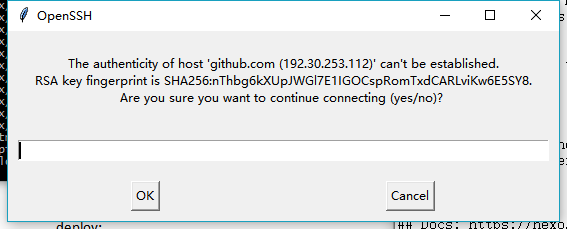 OpenSSH
The authenticity of host 'github.com (192.30.253.112)' can't be established.
RSA key fingerprint is SHA256:nThbg6kXUpJWGl7E1IGOCspRomTxdCARLviKw6E5SY8.
Are you sure you want to continue connecting (yes/no)?
OK
Cancel
deploy:
## Docs: https://hexo.